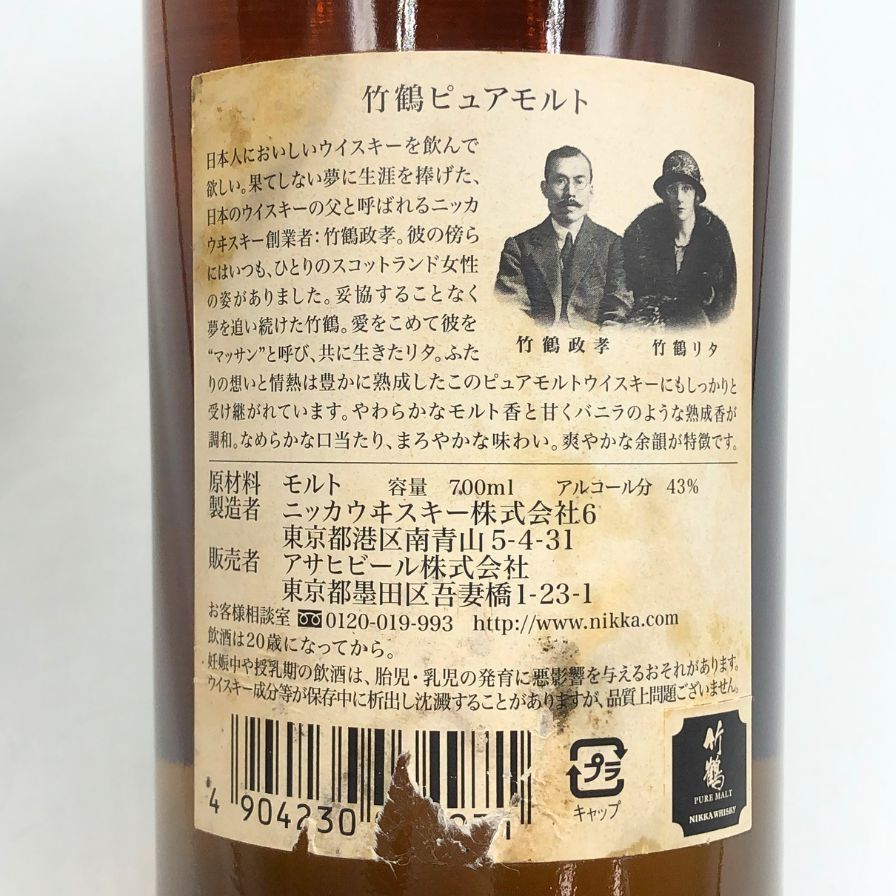 竹鶴ピュアモルト
日本人においしいウイスキーを飲んで
欲しい。果てしない夢に生涯を捧げた、
日本のウイスキーの父と呼ばれるニッカ
ウヰスキー創業者：竹鶴政孝。彼の傍ら
にはいつも、ひとりのスコットランド女性
の姿がありました。妥協することなく
夢を追い続けた竹鶴。愛をこめて彼を
“マッサン”と呼び、共に生きたリタ。ふた
りの想いと情熱は豊かに熟成したこのピュアモルトウイスキーにもしっかりと
受け継がれています。やわらかなモルト香と甘くバニラのような熟成香が
調和。なめらかな口当たり、まろやかな味わい。爽やかな余韻が特徴です。
竹鶴政孝 竹鶴リタ
原材料 モルト 容量 700ml アルコール分 43%
製造者 ニッカウヰスキー株式会社6
東京都港区南青山5-4-31
販売者 アサヒビール株式会社
東京都墨田区吾妻橋1-23-1
お客様相談室 0120-019-993 http://www.nikka.com
飲酒は20歳になってから。
妊娠中や授乳期の飲酒は、胎児・乳児の発育に悪影響を与えるおそれがあります。
ウイスキー成分等が保存中に析出し沈澱することがありますが、品質上問題ございません。
4 904230
プラ
キャップ
竹鶴
PURE MALT
NIKKA WHISKY